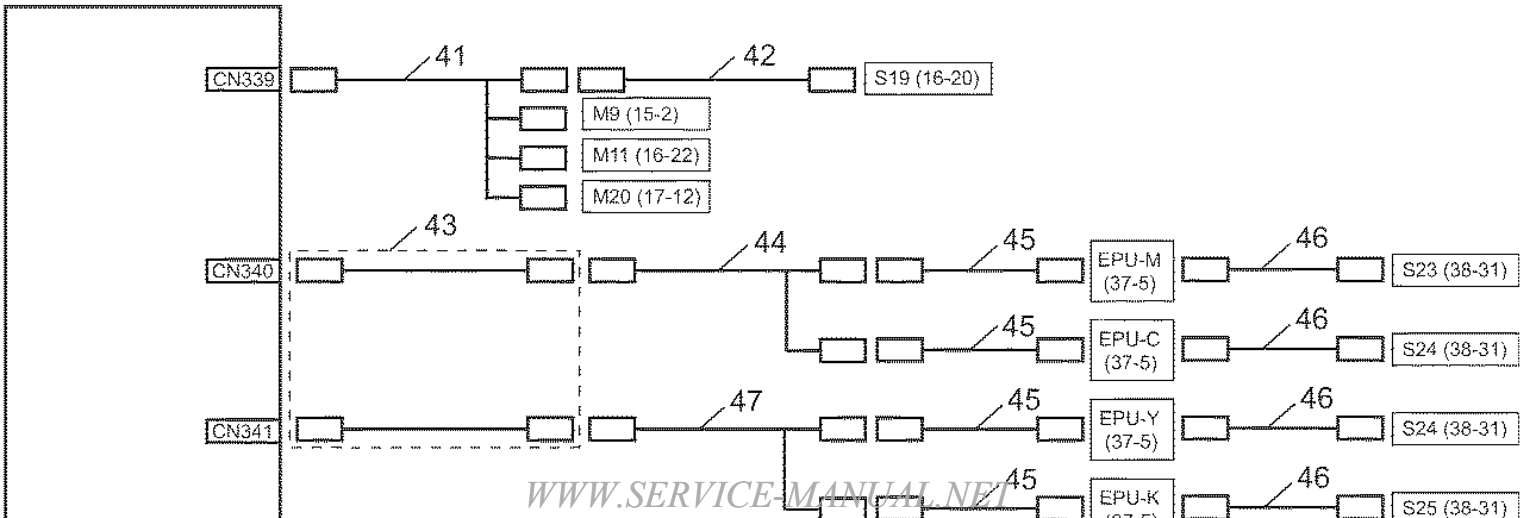 41
42
CN339
S19 (16-20)
M9 (15-2)
M11 (16-22)
M20 (17-12)
43
44
45
46
CN340
EPU-M
(37-5)
S23 (38-31)
45
46
EPU-C
(37-5)
S24 (38-31)
47
45
46
CN341
EPU-Y
(37-5)
S24 (38-31)
45
46
WWW.SERVICE-MANUAL.NET
EPU-K
(37-5)
S25 (38-31)